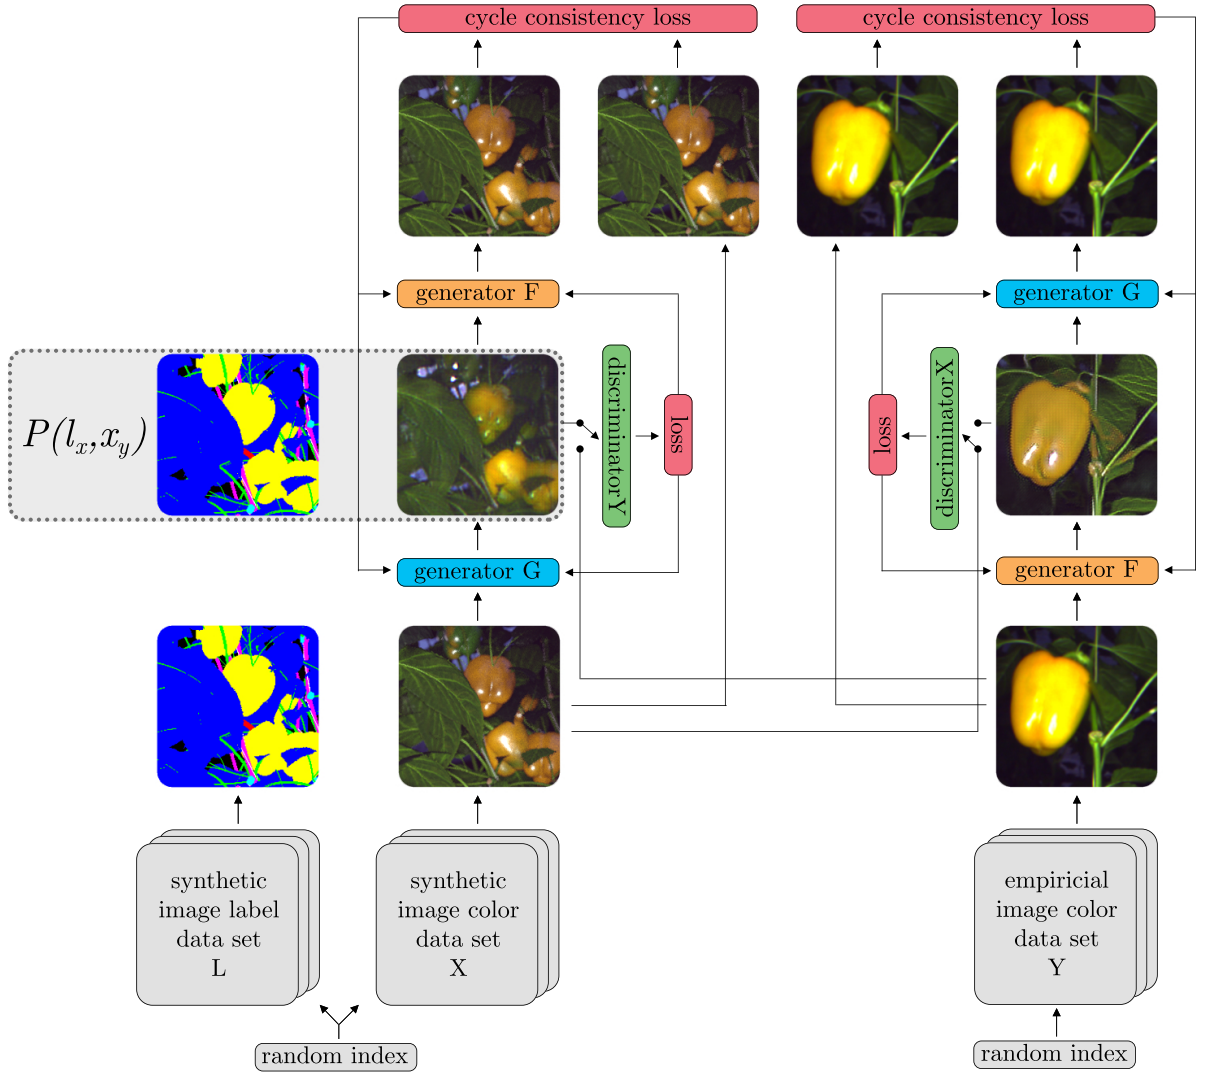 cycle consistency loss
cycle consistency loss
generator F
generator G
P(lx,xy)
discriminatorY
loss
loss
discriminatorX
generator G
generator F
synthetic
image label
data set
L
synthetic
image color
data set
X
empiricial
image color
data set
Y
random index
random index